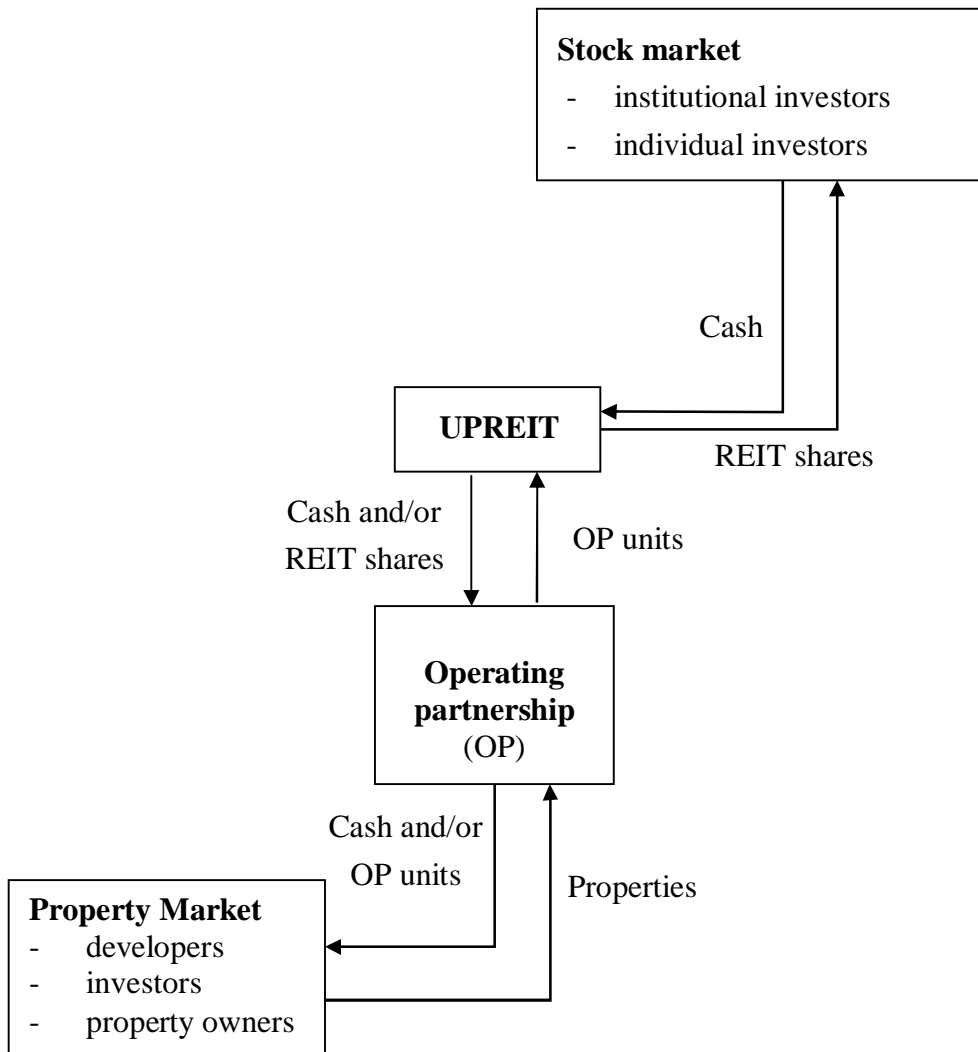 Stock market
- institutional investors
- individual investors
Cash
UPREIT
REIT shares
Cash and/or
REIT shares
OP units
Operating
partnership
(OP)
Cash and/or
OP units
Properties
Property Market
- developers
- investors
- property owners